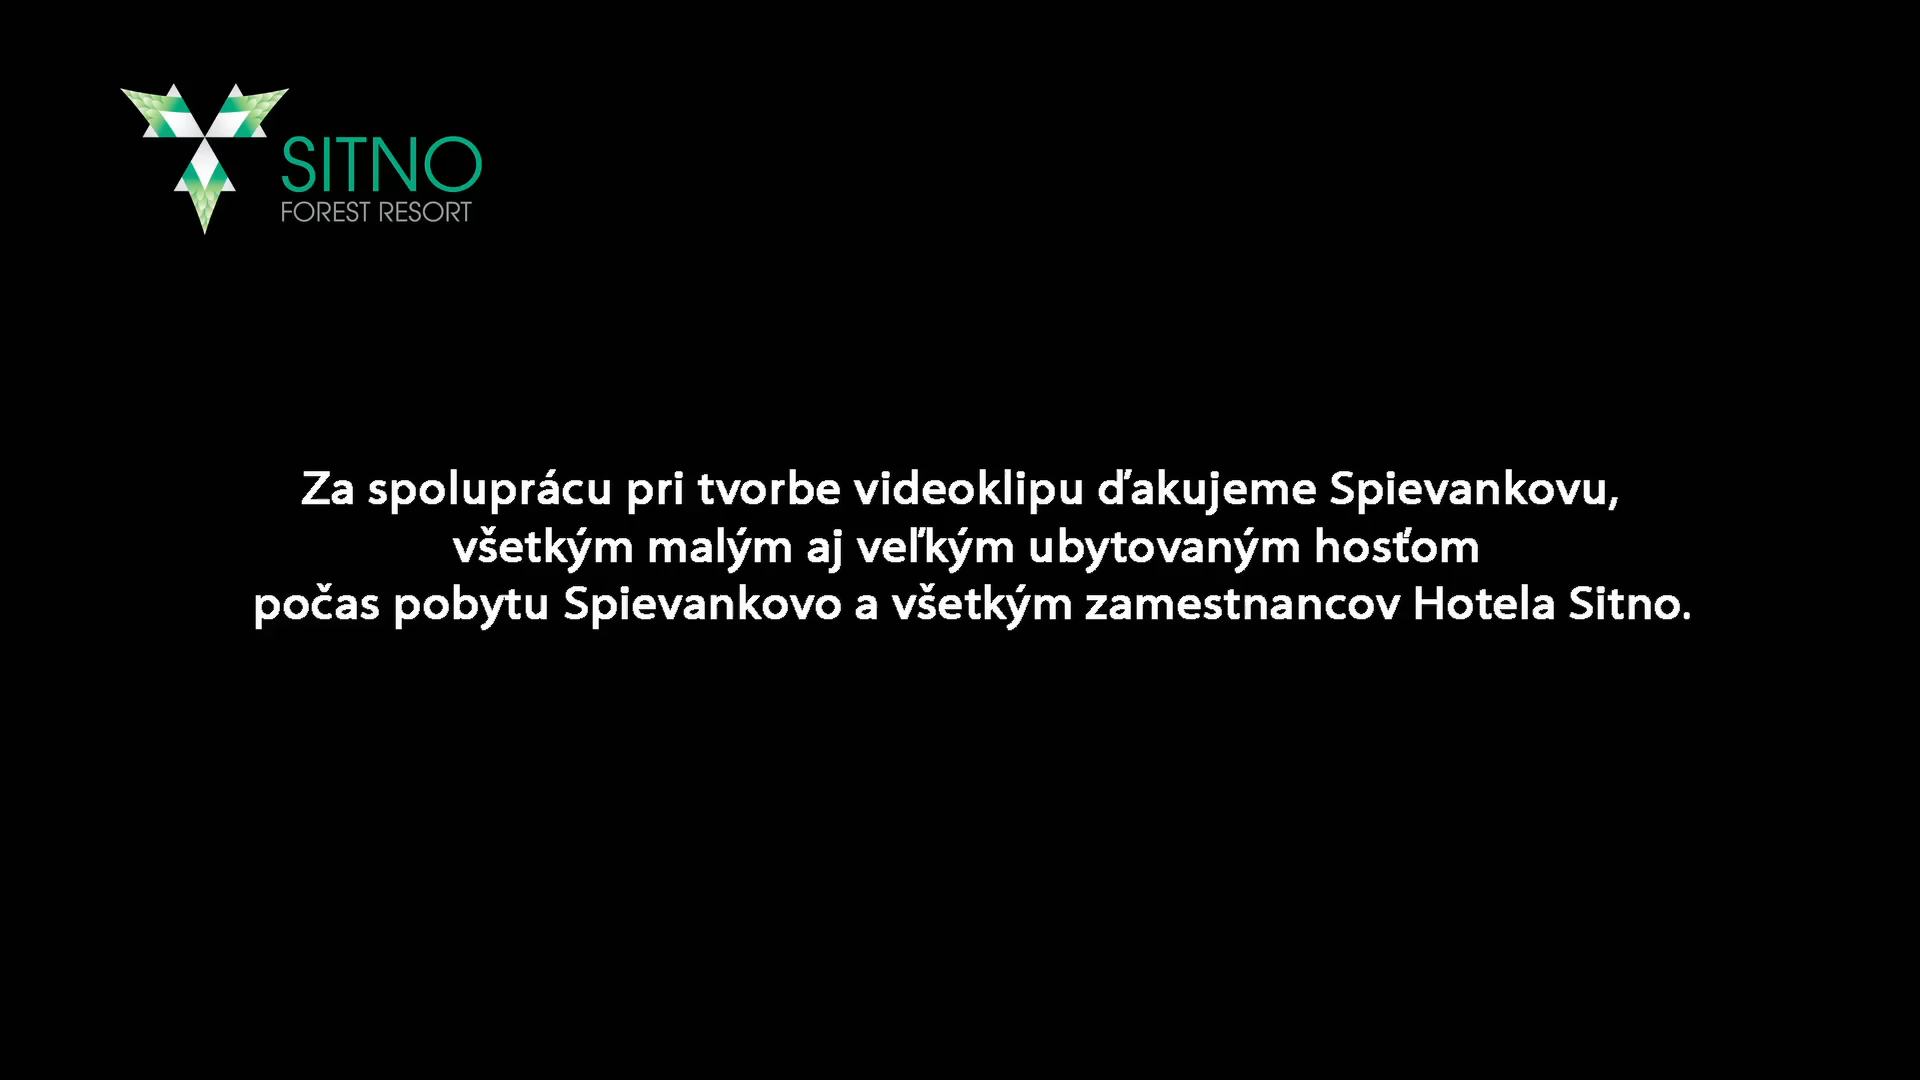 SITNO
FOREST RESORT
Za spoluprácu pri tvorbe videoklipu ďakujeme Spievankovu,
všetkým malým aj veľkým ubytovaným hosťom
počas pobytu Spievankovo a všetkým zamestnancov Hotela Sitno.